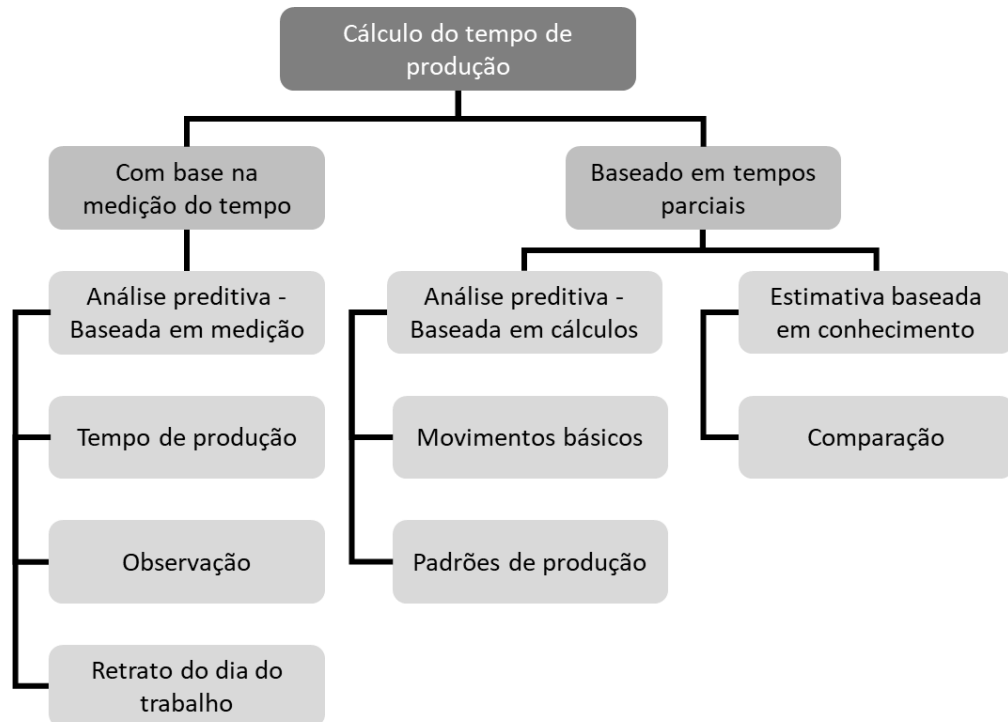 Cálculo do tempo de
produção
Com base na
medição do tempo
Baseado em tempos
parciais
Análise preditiva -
Baseada em medição
Análise preditiva -
Baseada em cálculos
Estimativa baseada
em conhecimento
Tempo de produção
Movimentos básicos
Comparação
Observação
Padrões de produção
Retrato do dia do
trabalho